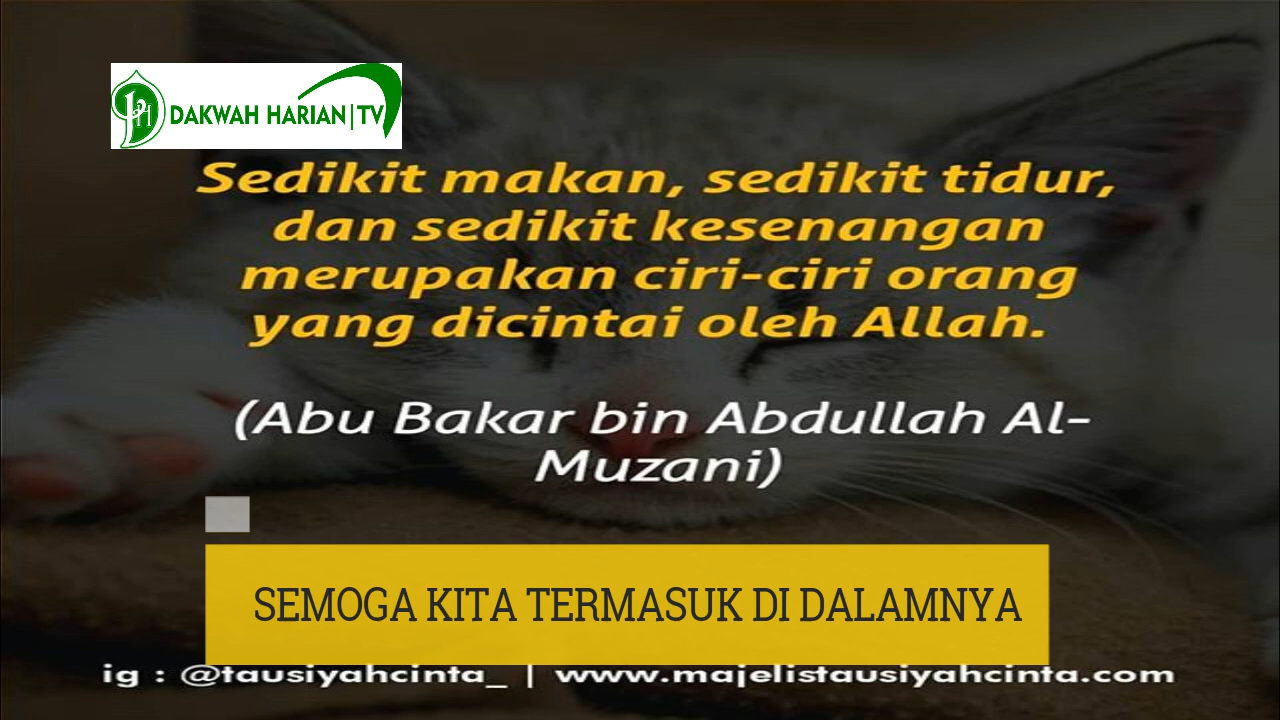 DAKWAH HARIAN|TV
Sedikit makan, sedikit tidur,
dan sedikit kesenangan
merupakan ciri-ciri orang
yang dicintai oleh Allah.
(Abu Bakar bin Abdullah Al-
Muzani)
SEMOGA KITA TERMASUK DI DALAMNYA
ig : @tausiyahcinta_ | www.majelistausiyahcinta.com